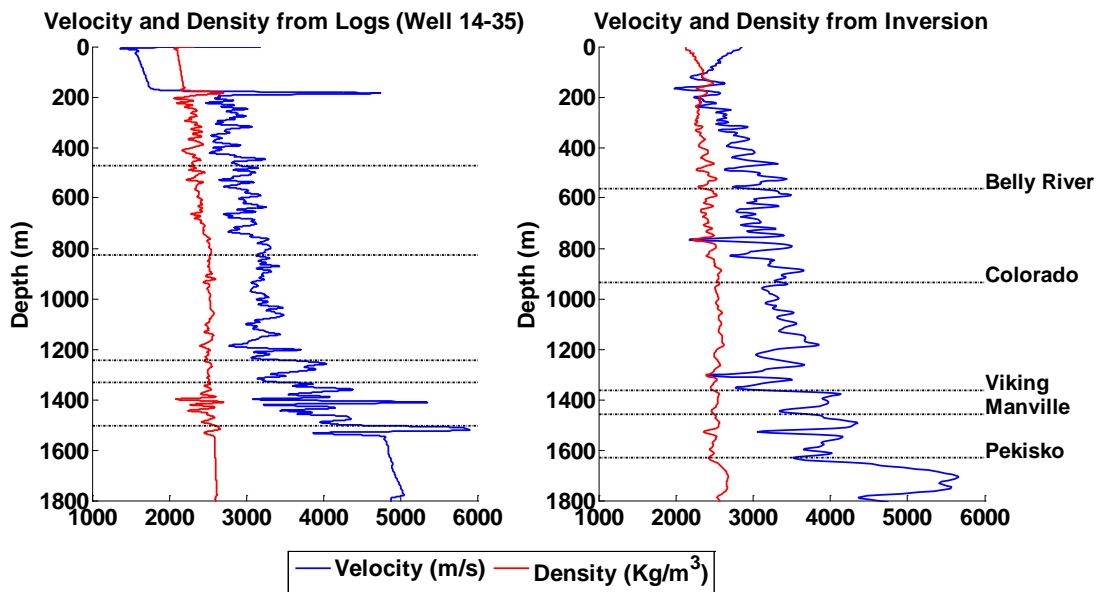 Velocity and Density from Logs (Well 14-35)
Velocity and Density from Inversion
0
200
400
600
800
1000
1200
1400
1600
1800
Depth (m)
1000 2000 3000 4000 5000 6000
0
200
400
600
800
1000
1200
1400
1600
1800
Depth (m)
1000 2000 3000 4000 5000 6000
Belly River
Colorado
Viking
Manville
Pekisko
Velocity (m/s) Density (Kg/m³)